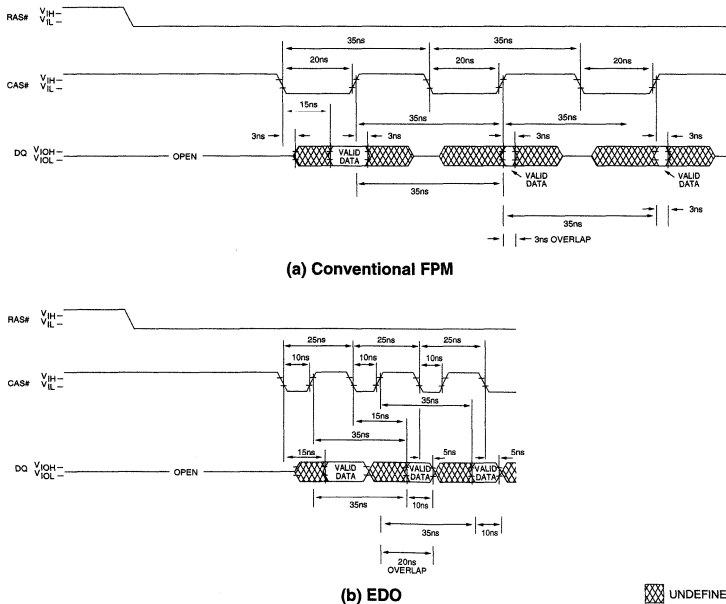 RAS# VIH VIL
35ns 35ns
20ns 20ns 20ns
CAS# VIH VIL
15ns
35ns 35ns
3ns 3ns 3ns 3ns
DQ VIOH VIOL OPEN VALID DATA
VALID DATA VALID DATA
35ns
35ns 3ns
3ns OVERLAP
(a) Conventional FPM
RAS# VIH VIL
25ns 25ns 25ns
10ns 10ns 10ns
CAS# VIH VIL
35ns
15ns
35ns
15ns 5ns 5ns
DQ VIOH VIOL OPEN VALID DATA VALID DATA VALID DATA
35ns 10ns
35ns 10ns
20ns OVERLAP
(b) EDO
UNDEFINE